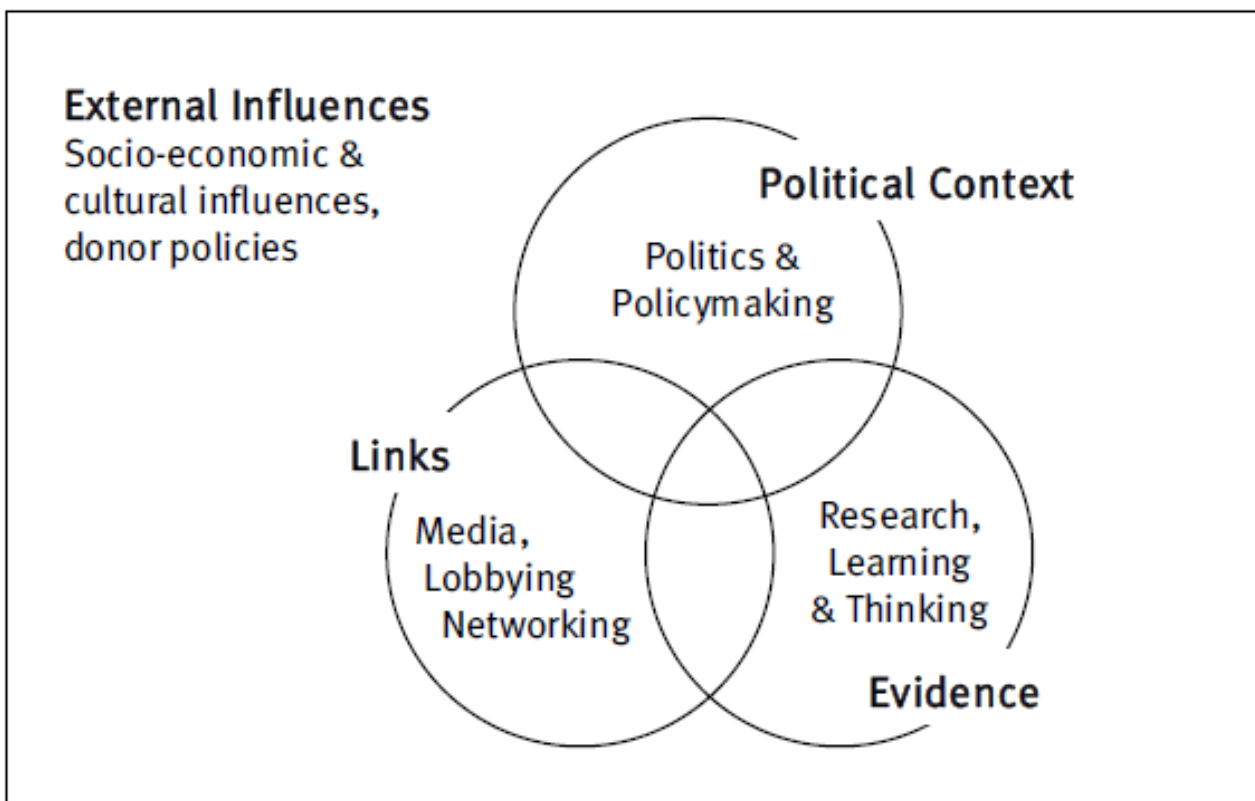 External Influences
Socio-economic &
cultural influences,
donor policies
Political Context
Politics &
Policymaking
Links
Media,
Lobbying
Networking
Research,
Learning
& Thinking
Evidence